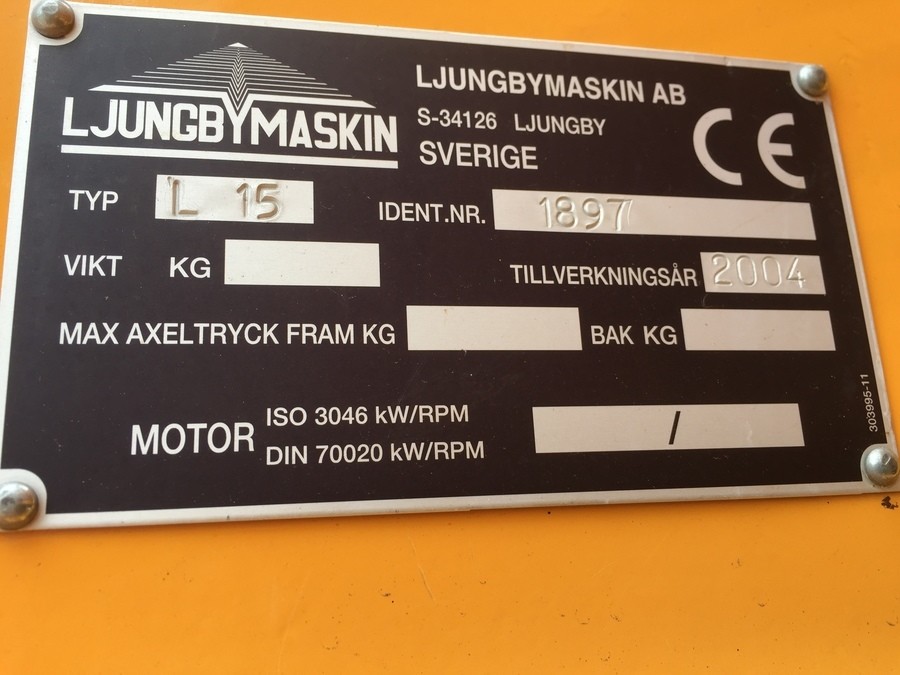 LJUNGBYMASKIN
LJUNGBYMASKIN AB
S-34126 LJUNGBY
SVERIGE
CE
TYP L 15 IDENT.NR. 1897
VIKT KG TILLVERKNINGSÅR 2004
MAX AXELTRYCK FRAM KG BAK KG
MOTOR ISO 3046 kW/RPM /
DIN 70020 kW/RPM
303995-11